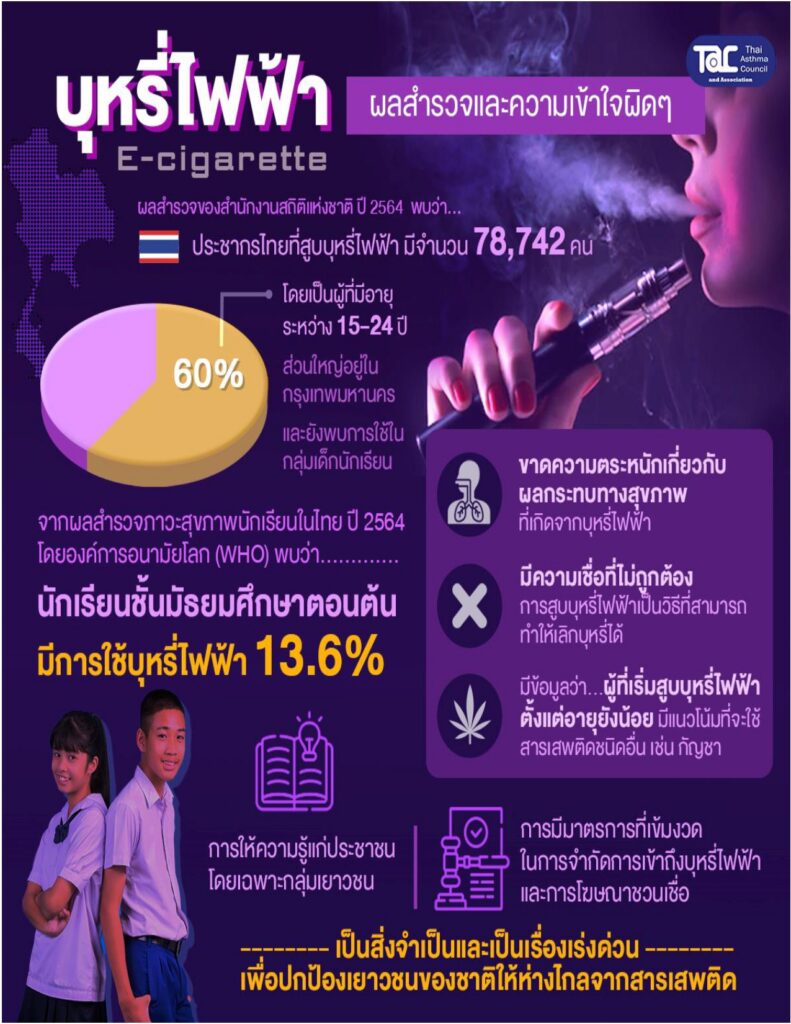 TAC Thai
Asthma
Council
and Association
บุหรี่ไฟฟ้า
E-cigarette
ผลสำรวจและความเข้าใจผิดๆ
ผลสำรวจของสำนักงานสถิติแห่งชาติ ปี 2564 พบว่า...
ประชากรไทยที่สูบบุหรี่ไฟฟ้า มีจำนวน 78,742 คน
60%
โดยเป็นผู้ที่มีอายุ
ระหว่าง 15-24 ปี
ส่วนใหญ่อยู่ใน
กรุงเทพมหานคร
และยังพบการใช้ใน
กลุ่มเด็กนักเรียน
จากผลสำรวจภาวะสุขภาพนักเรียนในไทย ปี 2564
โดยองค์การอนามัยโลก (WHO) พบว่า.............
นักเรียนชั้นมัธยมศึกษาตอนต้น
มีการใช้บุหรี่ไฟฟ้า 13.6%
ขาดความตระหนักเกี่ยวกับ
ผลกระทบทางสุขภาพ
ที่เกิดจากบุหรี่ไฟฟ้า
มีความเชื่อที่ไม่ถูกต้อง
การสูบบุหรี่ไฟฟ้าเป็นวิธีที่สามารถ
ทำให้เลิกบุหรี่ได้
มีข้อมูลว่า...ผู้ที่เริ่มสูบบุหรี่ไฟฟ้า
ตั้งแต่อายุยังน้อย มีแนวโน้มที่จะใช้
สารเสพติดชนิดอื่น เช่น กัญชา
การให้ความรู้แก่ประชาชน
โดยเฉพาะกลุ่มเยาวชน
การมีมาตรการที่เข้มงวด
ในการจำกัดการเข้าถึงบุหรี่ไฟฟ้า
และการโฆษณาชวนเชื่อ
-------- เป็นสิ่งจำเป็นและเป็นเรื่องเร่งด่วน --------
เพื่อปกป้องเยาวชนของชาติให้ห่างไกลจากสารเสพติด